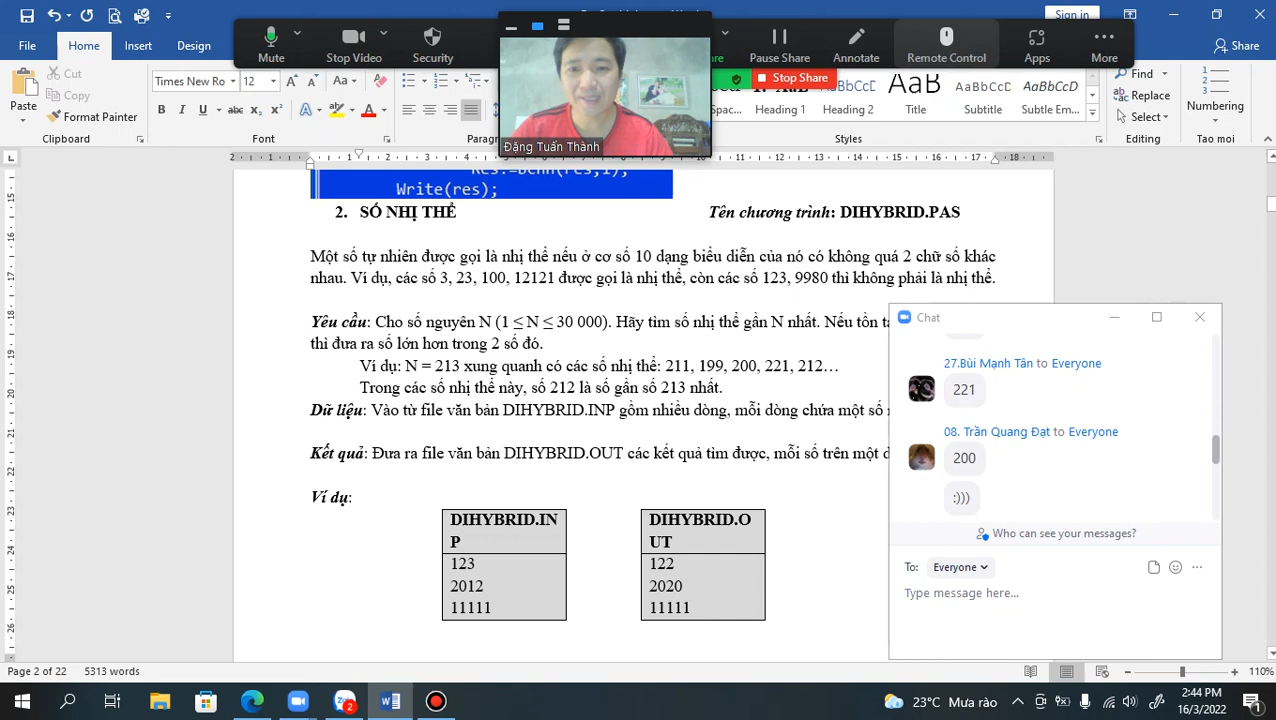 Sign in
16/3/2022
File
Home
Insert
Design
Security
Annotate
Remote Control
Apps
More
Share
Stop Share
Cut
Copy
Paste
Format Painter
Clipboard
Times New Ro
12
Font
Đặng Tuấn Thành
AaBbCcD
AaBbCcD
Heading 1
Heading 2
Title
Subtitle
Subtle Em...
Styles
Find
Replace
Select
Editing
Numbering
Tao moi
Write(res);
2. SỐ NHỊ THỂ Tên chương trình: DIHYBRID.PAS
Một số tự nhiên được gọi là nhị thể nếu ở cơ số 10 dạng biểu diễn của nó có không quá 2 chữ số khác
nhau. Ví dụ, các số 3, 23, 100, 12121 được gọi là nhị thể, còn các số 123, 9980 thì không phải là nhị thể.
Yêu cầu: Cho số nguyên N (1 ≤ N ≤ 30 000). Hãy tìm số nhị thể gần N nhất. Nếu tồn tạ
thì đưa ra số lớn hơn trong 2 số đó.
Ví dụ: N = 213 xung quanh có các số nhị thể: 211, 199, 200, 221, 212…
Trong các số nhị thể này, số 212 là số gần số 213 nhất.
Dữ liệu: Vào từ file văn bản DIHYBRID.INP gồm nhiều dòng, mỗi dòng chứa một số n
Kết quả: Đưa ra file văn bản DIHYBRID.OUT các kết quả tìm được, mỗi số trên một d
Ví dụ:
DIHYBRID.IN
P
123
2012
11111
DIHYBRID.O
UT
122
2020
11111
Chat
27.Bùi Mạnh Tân to Everyone
221
08. Trần Quang Đạt to Everyone
200
:)))
Who can see your messages?
To: Everyone
Type message here...
Page 2 of 22 5313 words
110%
23°C Mưa rào
2:44 PM